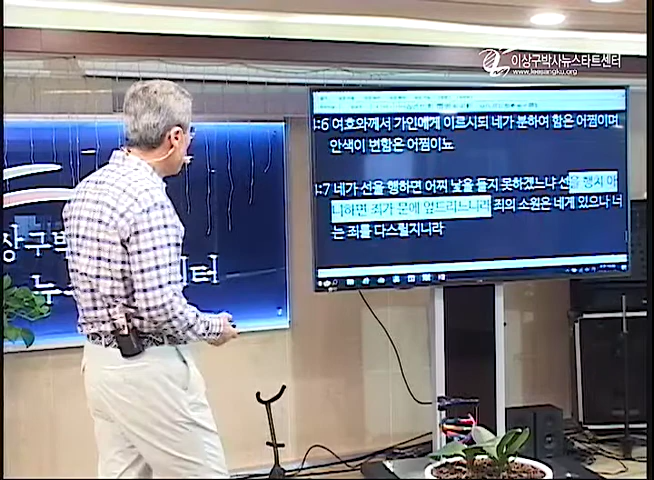 이상구박사뉴스타트센터
www.leesangku.org
:6 여호와께서 가인에게 이르시되 네가 분하여 함은 어찜이며
안색이 변함은 어찜이뇨
:7 네가 선을 행하면 어찌 낯을 들지 못하겠느냐 선을 행치 아
니하면 죄가 문에 엎드리느니라 죄의 소원은 네게 있으나 너
는 죄를 다스릴지니라
상구
뉴 터